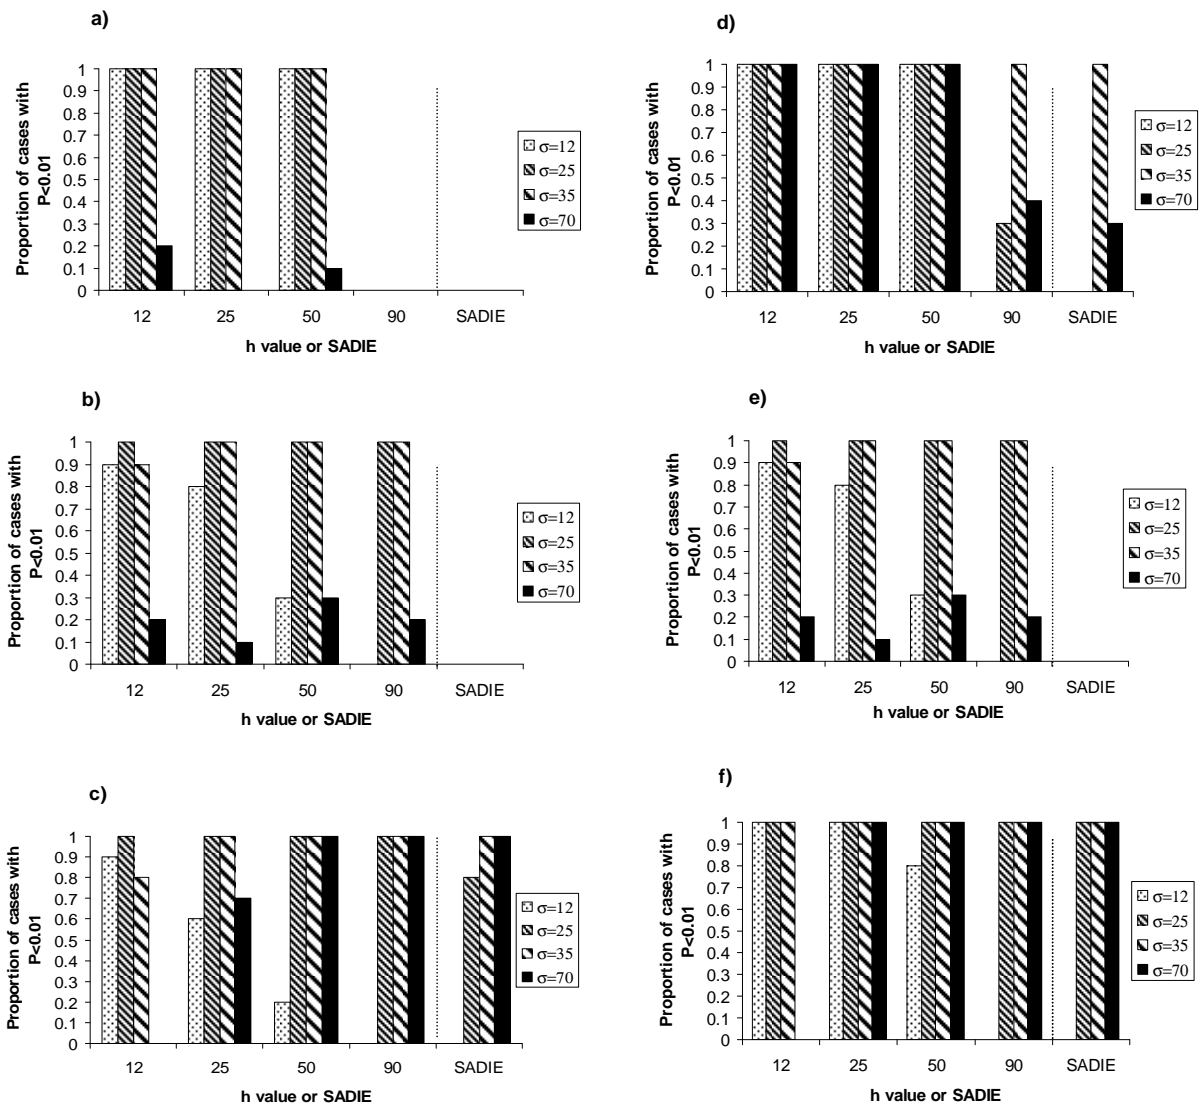 a)
Proportion of cases with
P<0.01
1
0.9
0.8
0.7
0.6
0.5
0.4
0.3
0.2
0.1
0
12 25 50 90 SADIE
h value or SADIE
σ=12
σ=25
σ=35
σ=70
d)
Proportion of cases with
P<0.01
1
0.9
0.8
0.7
0.6
0.5
0.4
0.3
0.2
0.1
0
12 25 50 90 SADIE
h value or SADIE
σ=12
σ=25
σ=35
σ=70
b)
Proportion of cases with
P<0.01
1
0.9
0.8
0.7
0.6
0.5
0.4
0.3
0.2
0.1
0
12 25 50 90 SADIE
h value or SADIE
σ=12
σ=25
σ=35
σ=70
e)
Proportion of cases with
P<0.01
1
0.9
0.8
0.7
0.6
0.5
0.4
0.3
0.2
0.1
0
12 25 50 90 SADIE
h value or SADIE
σ=12
σ=25
σ=35
σ=70
c)
Proportion of cases with
P<0.01
1
0.9
0.8
0.7
0.6
0.5
0.4
0.3
0.2
0.1
0
12 25 50 90 SADIE
h value or SADIE
σ=12
σ=25
σ=35
σ=70
f)
Proportion of cases with
P<0.01
1
0.9
0.8
0.7
0.6
0.5
0.4
0.3
0.2
0.1
0
12 25 50 90 SADIE
h value or SADIE
σ=12
σ=25
σ=35
σ=70